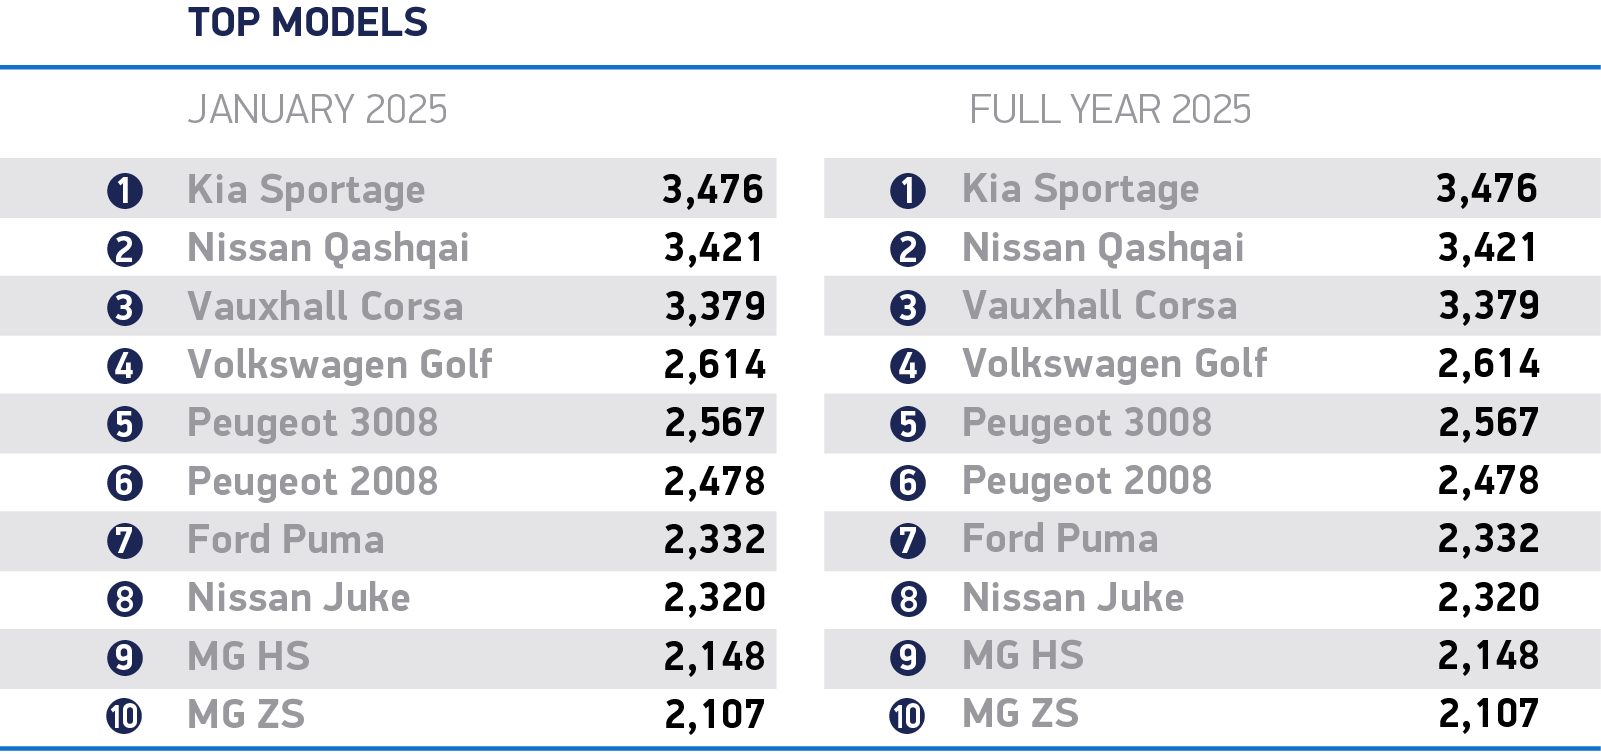 TOP MODELS
JANUARY 2025
1 Kia Sportage 3,476
2 Nissan Qashqai 3,421
3 Vauxhall Corsa 3,379
4 Volkswagen Golf 2,614
5 Peugeot 3008 2,567
6 Peugeot 2008 2,478
7 Ford Puma 2,332
8 Nissan Juke 2,320
9 MG HS 2,148
10 MG ZS 2,107
FULL YEAR 2025
1 Kia Sportage 3,476
2 Nissan Qashqai 3,421
3 Vauxhall Corsa 3,379
4 Volkswagen Golf 2,614
5 Peugeot 3008 2,567
6 Peugeot 2008 2,478
7 Ford Puma 2,332
8 Nissan Juke 2,320
9 MG HS 2,148
10 MG ZS 2,107